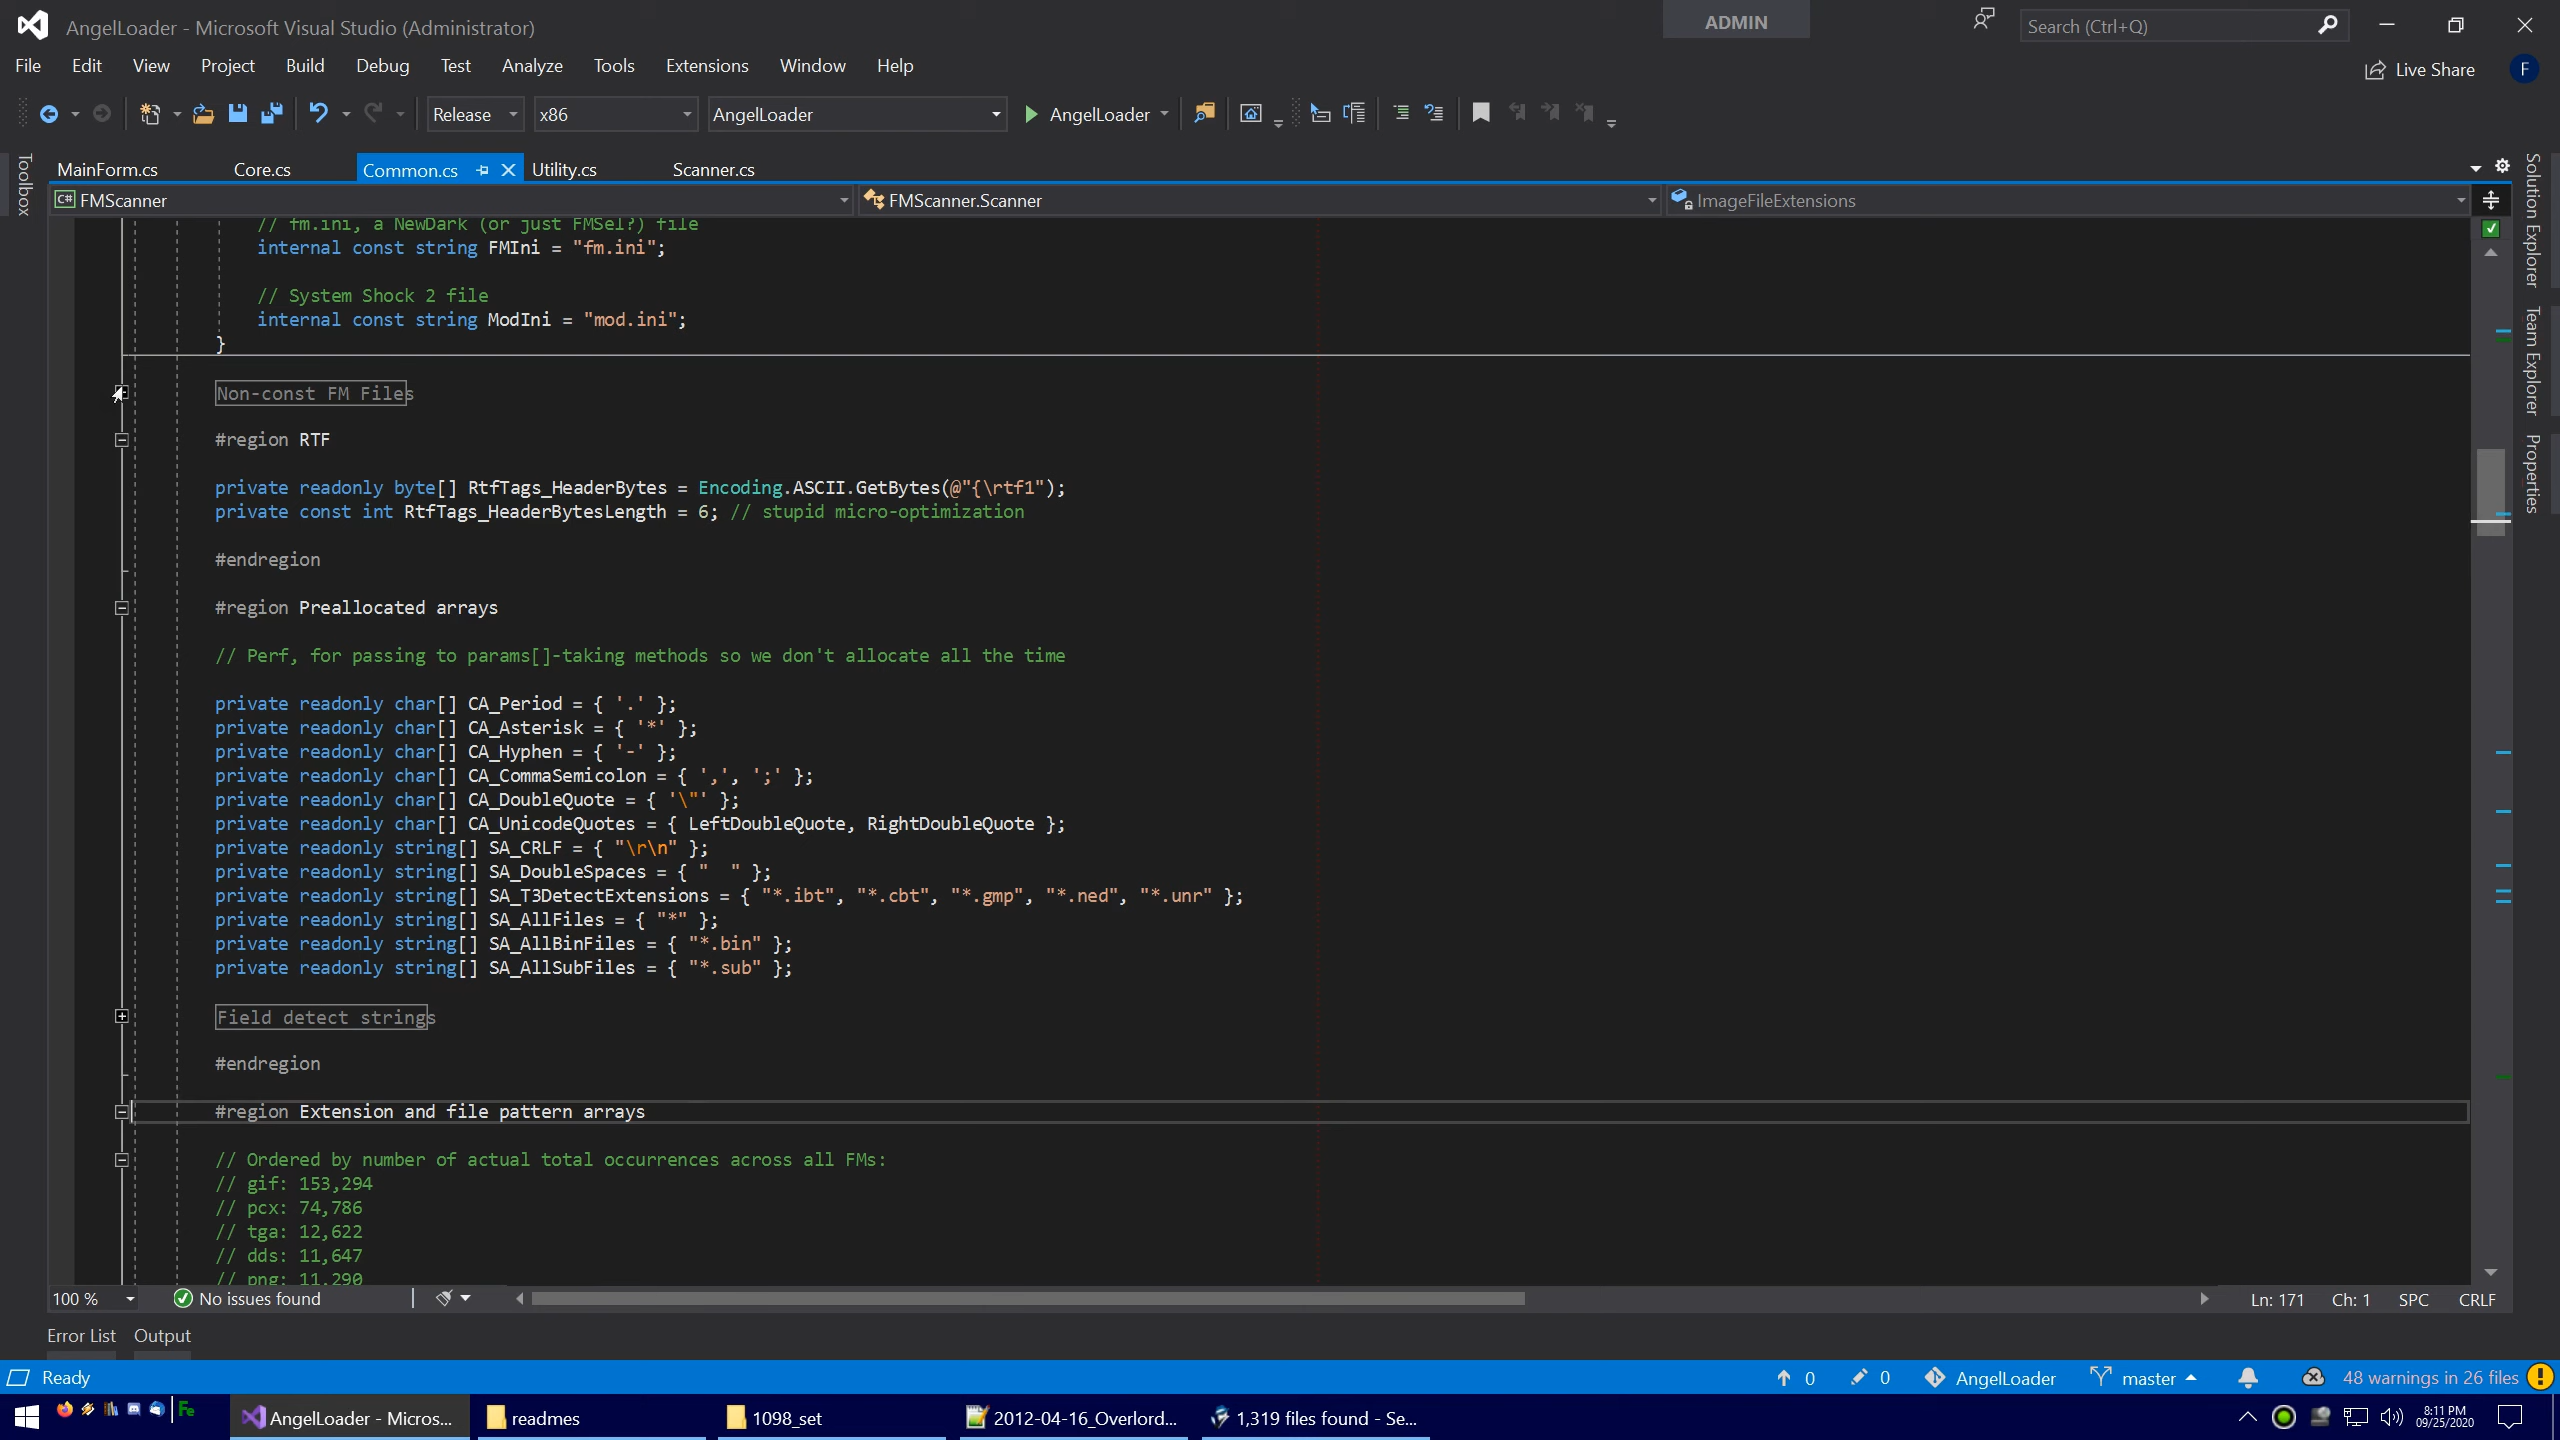 AngelLoader - Microsoft Visual Studio (Administrator)
ADMIN
Search (Ctrl+Q)
File Edit View Project Build Debug Test Analyze Tools Extensions Window Help
Live Share
F
Release
x86
AngelLoader
AngelLoader
Toolbox
MainForm.cs
Core.cs
Common.cs
Utility.cs
Scanner.cs
C# FMScanner
FMScanner.Scanner
ImageFileExtensions
Solution Explorer
Team Explorer
Properties
// fm.ini, a NewDark (or just FMSel?) file
internal const string FMIni = "fm.ini";
// System Shock 2 file
internal const string ModIni = "mod.ini";
}
Non-const FM Files
#region RTF
private readonly byte[] RtfTags_HeaderBytes = Encoding.ASCII.GetBytes(@"{\rtf1");
private const int RtfTags_HeaderBytesLength = 6; // stupid micro-optimization
#endregion
#region Preallocated arrays
// Perf, for passing to params[]-taking methods so we don't allocate all the time
private readonly char[] CA_Period = { '.' };
private readonly char[] CA_Asterisk = { '*' };
private readonly char[] CA_Hyphen = { '-' };
private readonly char[] CA_CommaSemicolon = { ',', ';' };
private readonly char[] CA_DoubleQuote = { '\"' };
private readonly char[] CA_UnicodeQuotes = { LeftDoubleQuote, RightDoubleQuote };
private readonly string[] SA_CRLF = { "\r\n" };
private readonly string[] SA_DoubleSpaces = { "  " };
private readonly string[] SA_T3DetectExtensions = { "*.ibt", "*.cbt", "*.gmp", "*.ned", "*.unr" };
private readonly string[] SA_AllFiles = { "*" };
private readonly string[] SA_AllBinFiles = { "*.bin" };
private readonly string[] SA_AllSubFiles = { "*.sub" };
Field detect strings
#endregion
#region Extension and file pattern arrays
// Ordered by number of actual total occurrences across all FMs:
// gif: 153,294
// pcx: 74,786
// tga: 12,622
// dds: 11,647
// png: 11,290
100 %
No issues found
Ln: 171
Ch: 1
SPC
CRLF
Error List Output
Ready
0
0
AngelLoader
master
48 warnings in 26 files
Fe
AngelLoader - Micros...
readmes
1098_set
2012-04-16_Overlord...
1,319 files found - Se...
8:11 PM
09/25/2020